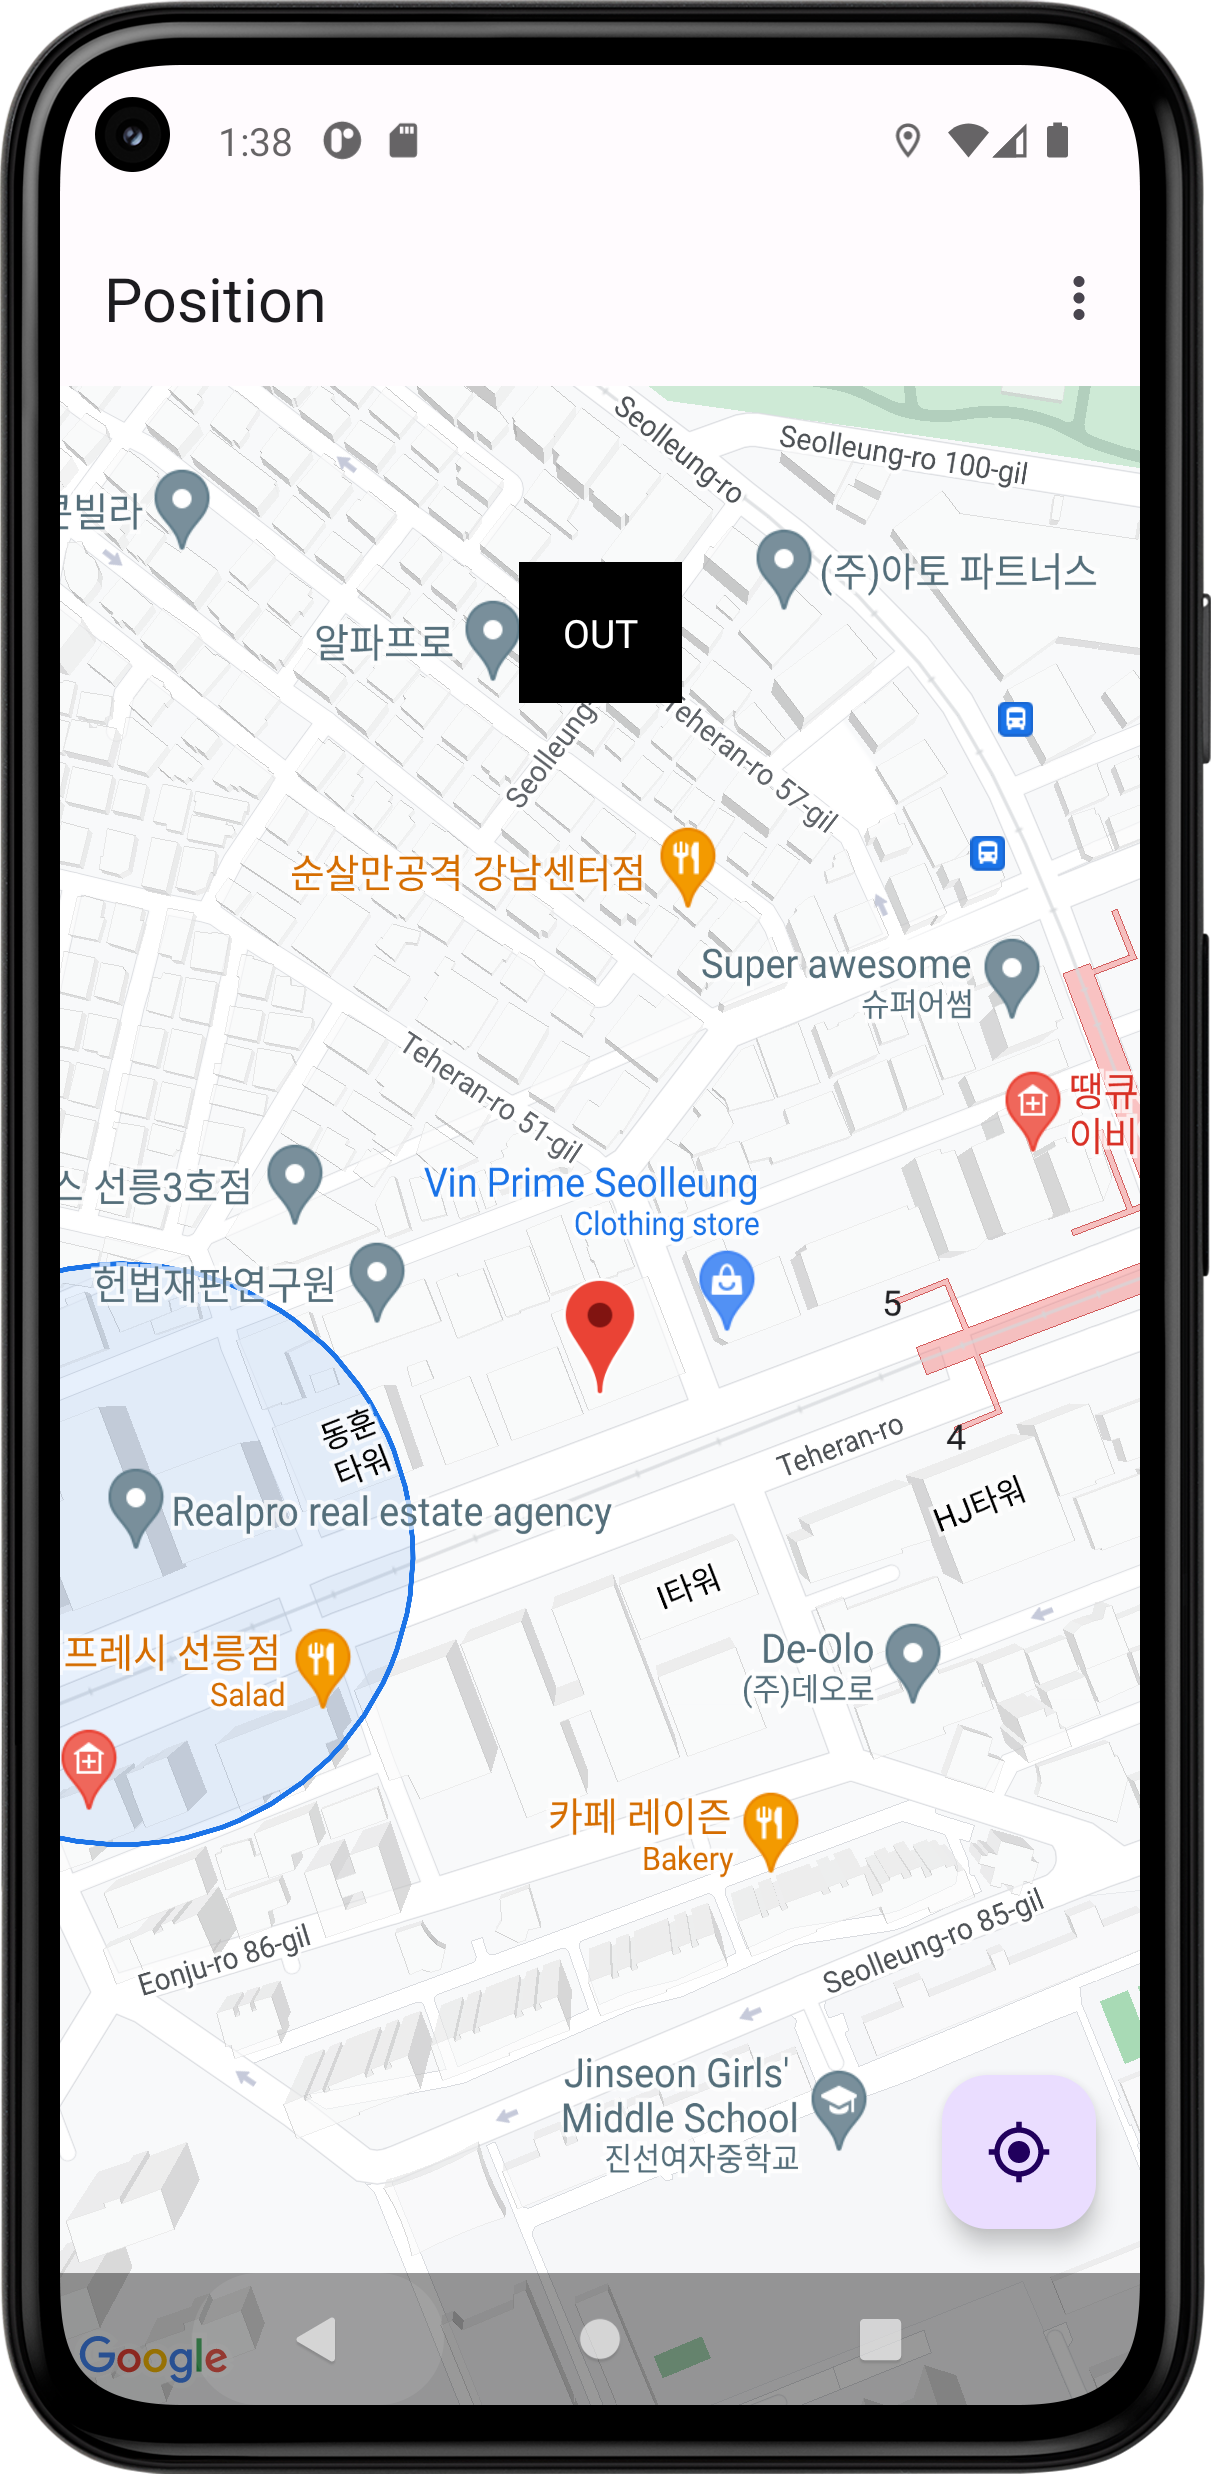 1:38
Position
Seolleung-ro
Seolleung-ro 100-gil
빌라
(주)아토 파트너스
알파프로
OUT
Seolleung
Teheran-ro 57-gil
순살만공격 강남센터점
Super awesome
슈퍼어썸
Teheran-ro 51-gil
땡큐
이비
스 선릉3호점
Vin Prime Seolleung
Clothing store
헌법재판연구원
5
동훈
타워
Teheran-ro
4
Realpro real estate agency
HJ타워
I타워
프레시 선릉점
Salad
De-Olo
(주)데오로
카페 레이즌
Bakery
Eonju-ro 86-gil
Seolleung-ro 85-gil
Jinseon Girls'
Middle School
진선여자중학교
Google